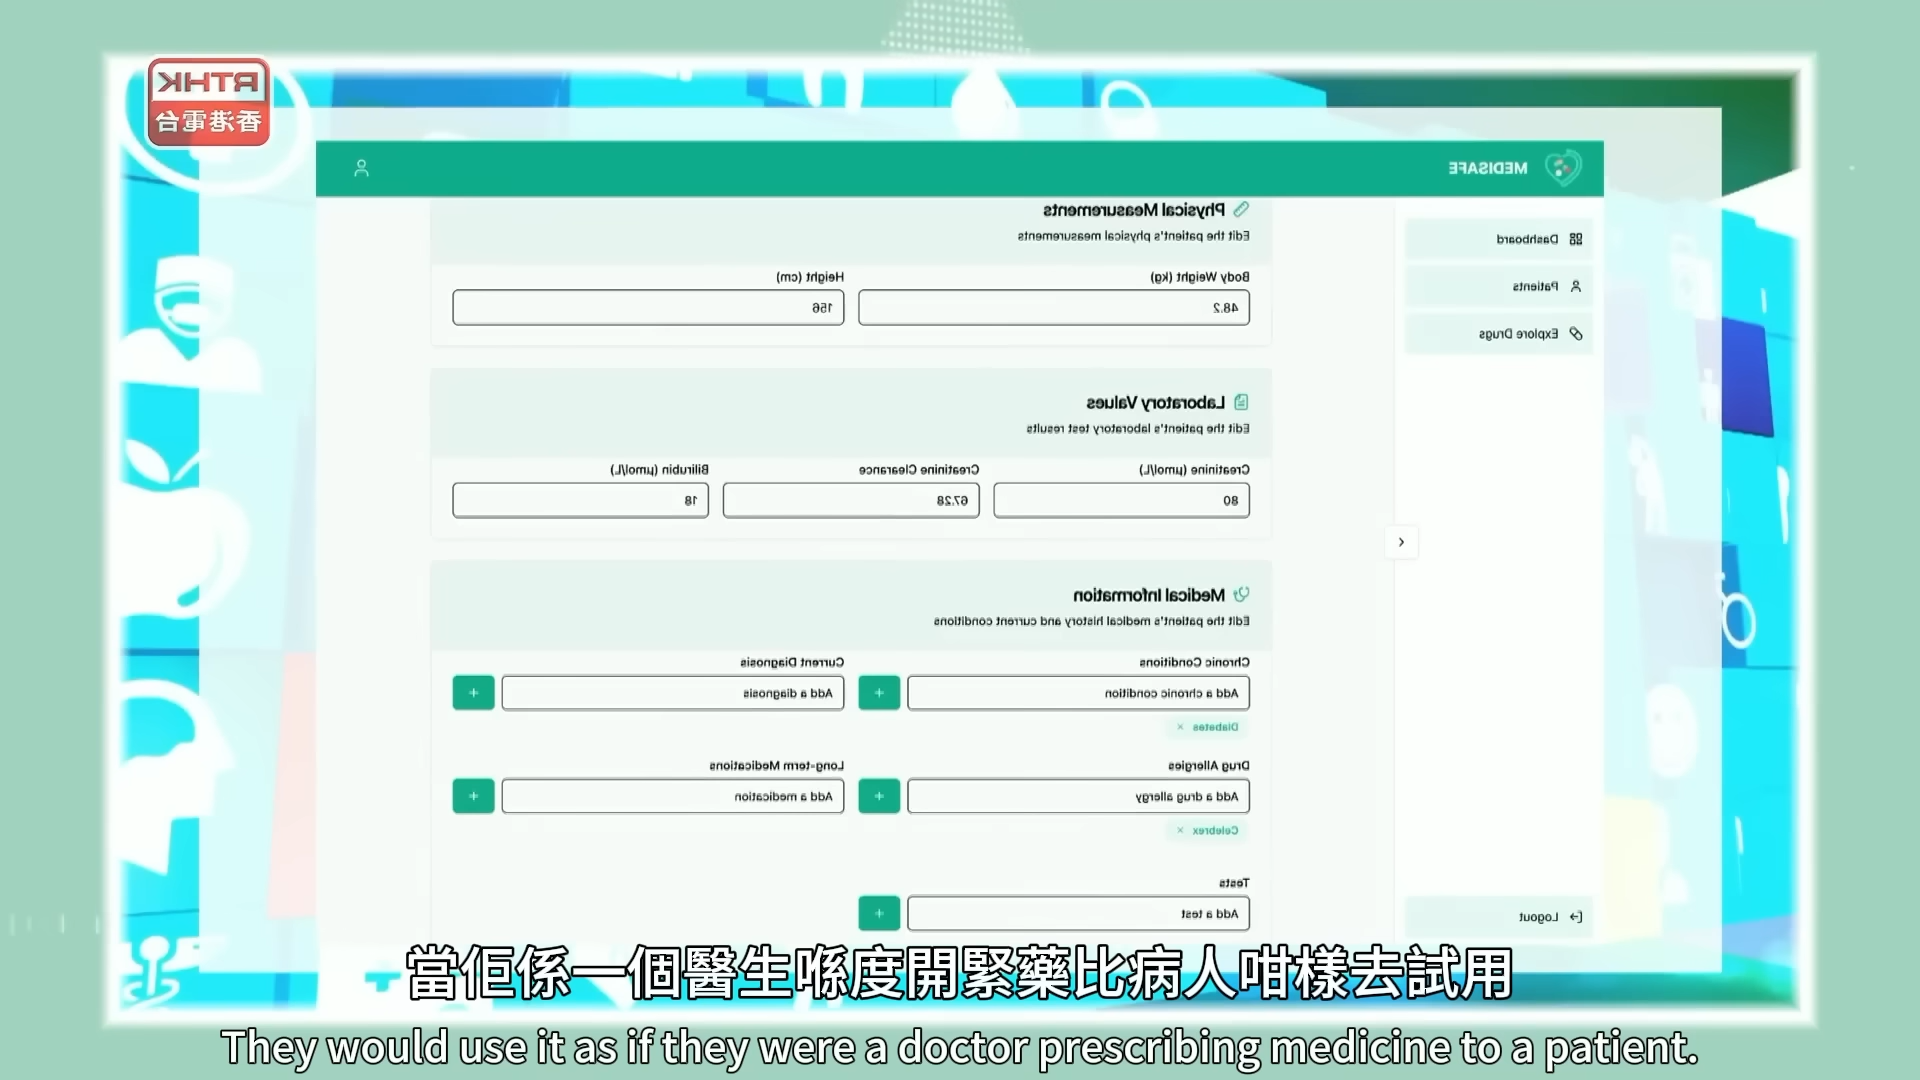 RTHK
香港電台
MEDISAFE
Dashboard
Patients
Explore Drugs
Logout
Physical Measurements
Edit the patient's physical measurements
Body Weight (kg)
Height (cm)
48.2
156
Laboratory Values
Edit the patient's laboratory test results
Creatinine (μmol/L)
Creatinine Clearance
Bilirubin (μmol/L)
80
67.28
18
Medical Information
Edit the patient's medical history and current conditions
Chronic Conditions
Current Diagnosis
Add a chronic condition
+
Add a diagnosis
+
Diabetes ×
Drug Allergies
Long-term Medications
Add a drug allergy
+
Add a medication
+
Celebrex ×
Tests
Add a test
+
當佢係一個醫生喺度開緊藥比病人咁樣去試用
They would use it as if they were a doctor prescribing medicine to a patient.